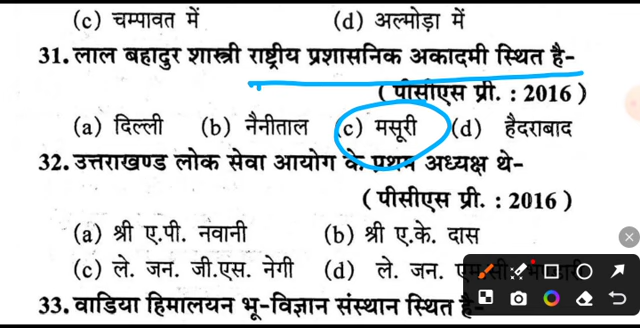 (c) चम्पावत में (d) अल्मोड़ा में
31. लाल बहादुर शास्त्री राष्ट्रीय प्रशासनिक अकादमी स्थित है-
( पीसीएस प्री. : 2016 )
(a) दिल्ली (b) नैनीताल (c) मसूरी (d) हैदराबाद
32. उत्तराखण्ड लोक सेवा आयोग के प्रथम अध्यक्ष थे-
( पीसीएस प्री. : 2016 )
(a) श्री ए.पी. नवानी (b) श्री ए.के. दास
(c) ले. जन. जी.एस. नेगी (d) ले. जन.
33. वाडिया हिमालयन भू-विज्ञान संस्थान स्थित है-